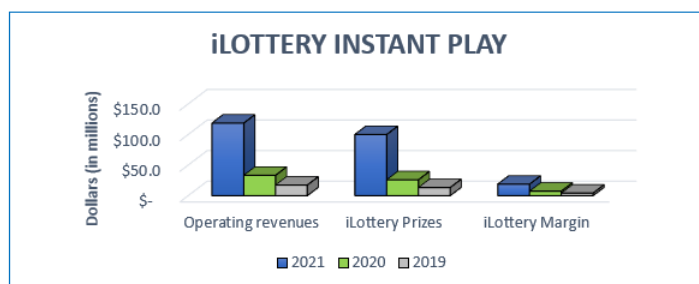 iLOTTERY INSTANT PLAY
Dollars (in millions)
$150.0
$100.0
$50.0
$-
Operating revenues
iLottery Prizes
iLottery Margin
2021
2020
2019